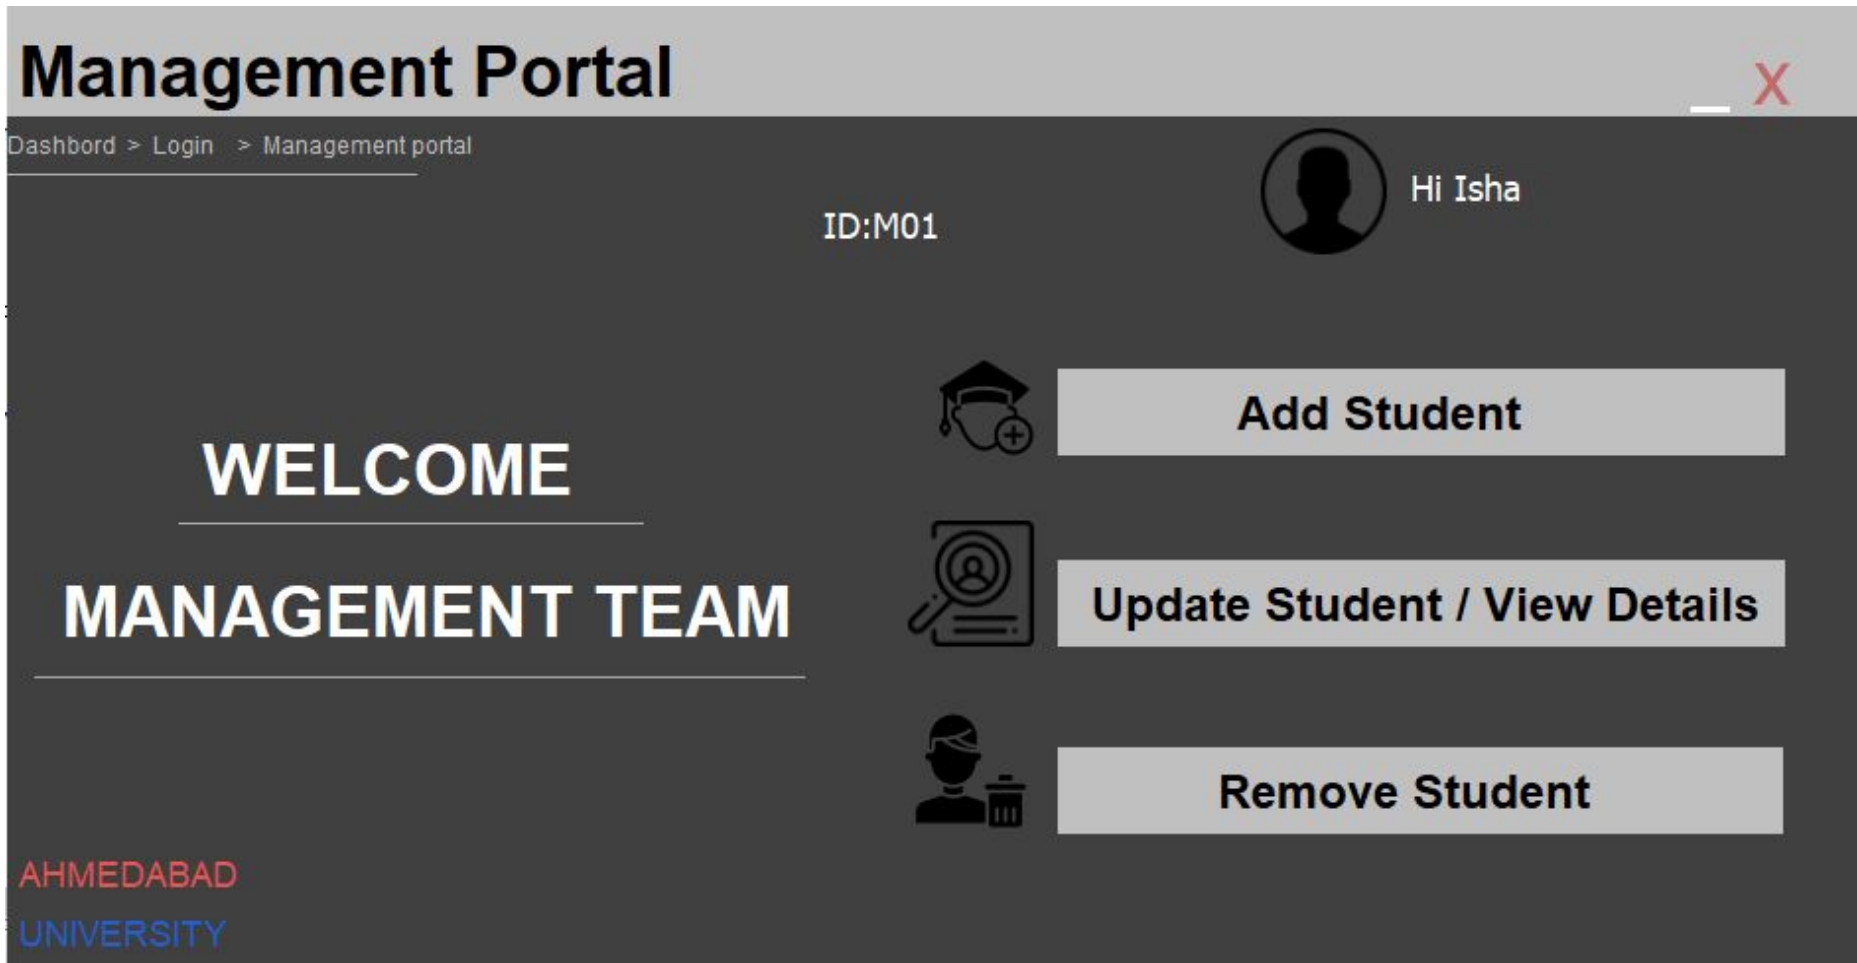 Management Portal
_ X
Dashbord > Login > Management portal
Hi Isha
ID:M01
WELCOME
MANAGEMENT TEAM
Add Student
Update Student / View Details
Remove Student
AHMEDABAD
UNIVERSITY